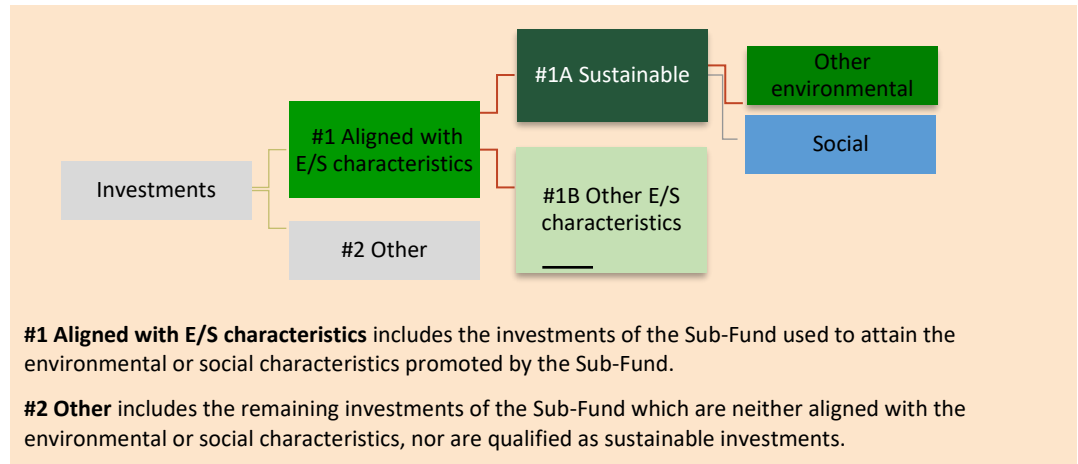 #1A Sustainable
Other
environmental
#1 Aligned with
E/S characteristics
Social
Investments
#1B Other E/S
characteristics
#2 Other
#1 Aligned with E/S characteristics includes the investments of the Sub-Fund used to attain the
environmental or social characteristics promoted by the Sub-Fund.
#2 Other includes the remaining investments of the Sub-Fund which are neither aligned with the
environmental or social characteristics, nor are qualified as sustainable investments.